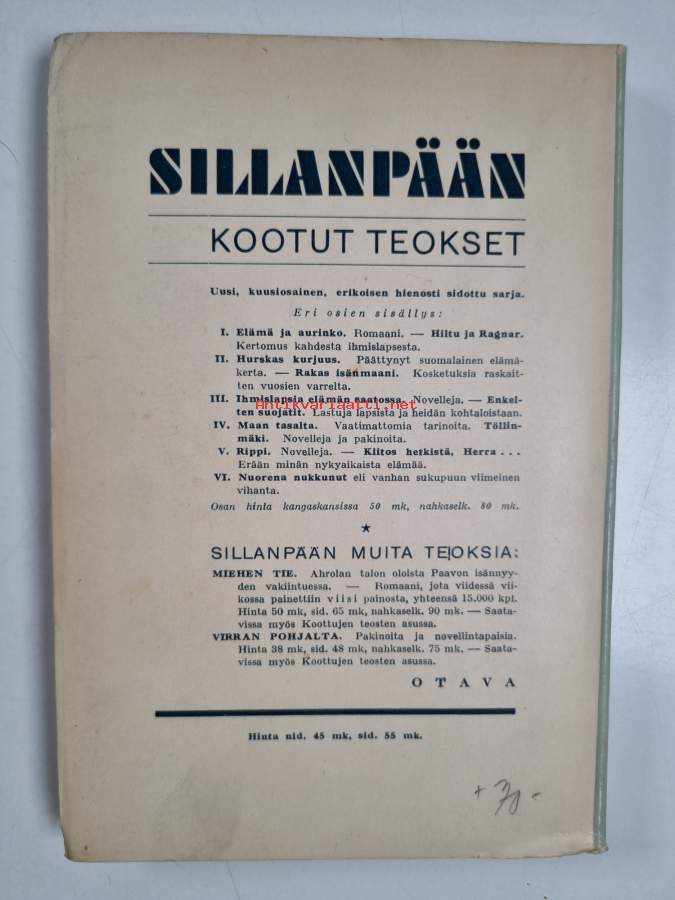 SILLANPÄÄN
KOOTUT TEOKSET
Uusi, kuusiosainen, erikoisen hienosti sidottu sarja.
Eri osien sisällys:
I. Elämä ja aurinko. Romaani. — Hiltu ja Ragnar.
Kertomus kahdesta ihmislapsesta.
II. Hurskas kurjuus. Päättynyt suomalainen elämä-
kerta. — Rakas isänmaani. Kosketuksia raskait-
ten vuosien varrelta.
III. Ihmislapsia elämän saatossa. Novelleja. — Enkel-
ten suojatit. Lastuja lapsista ja heidän kohtaloistaan.
Antikvariaatti.net
IV. Maan tasalta. Vaatimattomia tarinoita. Töllin-
mäki. Novelleja ja pakinoita.
V. Rippi. Novelleja. — Kiitos hetkistä, Herra . . .
Erään minän nykyaikaista elämää.
VI. Nuorena nukkunut eli vanhan sukupuun viimeinen
vihanta.
Osan hinta kangaskansissa 50 mk, nahkaselk. 80 mk.
★
SILLANPÄÄN MUITA TEOKSIA:
MIEHEN TIE. Ahrolan talon oloista Paavon isännyy-
den vakiintuessa. — Romaani, jota viidessä vii-
kossa painettiin viisi painosta, yhteensä 15.000 kpl.
Hinta 50 mk, sid. 65 mk, nahkaselk. 90 mk. — Saata-
vissa myös Koottujen teosten asussa.
VIRRAN POHJALTA. Pakinoita ja novellintapaisia.
Hinta 38 mk, sid. 48 mk, nahkaselk. 75 mk. — Saata-
vissa myös Koottujen teosten asussa.
OTAVA
Hinta nid. 45 mk, sid. 55 mk.